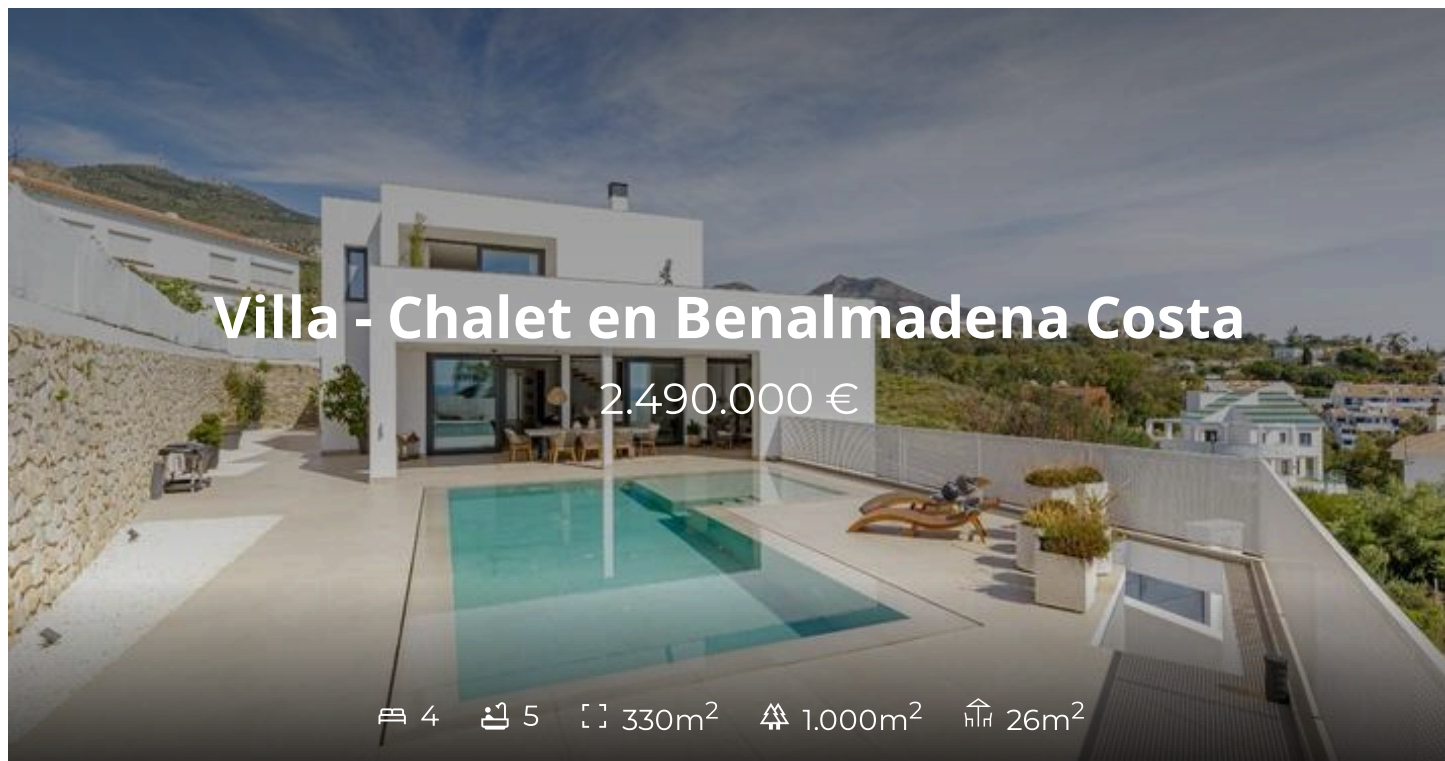 Villa - Chalet en Benalmadena Costa
2.490.000 €
4 5 330m² 1.000m² 26m²